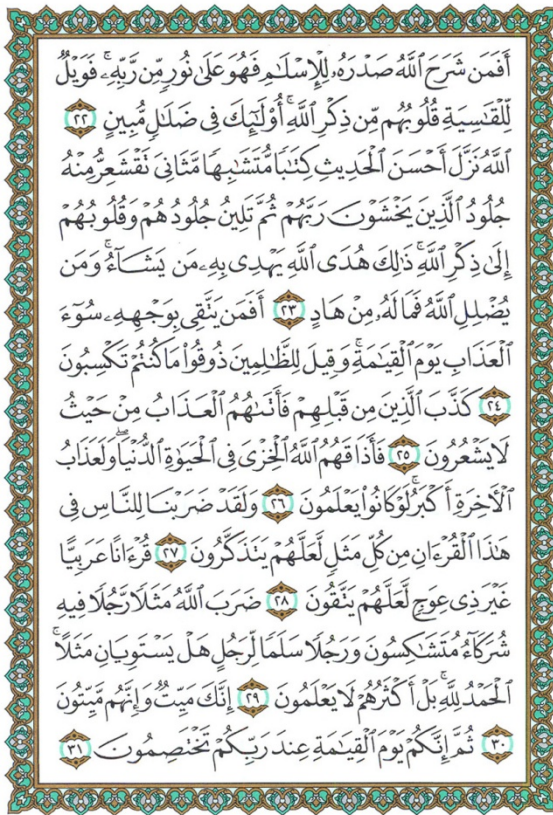 أَفَمَن شَرَحَ ٱللَّهُ صَدْرَهُۥ لِلْإِسْلَٰمِ فَهُوَ عَلَىٰ نُورٍ مِّن رَّبِّهِۦۚ فَوَيْلٌ
لِّلْقَٰسِيَةِ قُلُوبُهُم مِّن ذِكْرِ ٱللَّهِۚ أُو۟لَٰٓئِكَ فِى ضَلَٰلٍ مُّبِينٍ ٢٢
ٱللَّهُ نَزَّلَ أَحْسَنَ ٱلْحَدِيثِ كِتَٰبًا مُّتَشَٰبِهًا مَّثَانِىَ تَقْشَعِرُّ مِنْهُ
جُلُودُ ٱلَّذِينَ يَخْشَوْنَ رَبَّهُمْ ثُمَّ تَلِينُ جُلُودُهُمْ وَقُلُوبُهُمْ
إِلَىٰ ذِكْرِ ٱللَّهِۚ ذَٰلِكَ هُدَى ٱللَّهِ يَهْدِى بِهِۦ مَن يَشَآءُۚ وَمَن
يُضْلِلِ ٱللَّهُ فَمَا لَهُۥ مِنْ هَادٍ ٢٣ أَفَمَن يَتَّقِى بِوَجْهِهِۦ سُوٓءَ
ٱلْعَذَابِ يَوْمَ ٱلْقِيَٰمَةِۚ وَقِيلَ لِلظَّٰلِمِينَ ذُوقُوا۟ مَا كُنتُمْ تَكْسِبُونَ
٢٤ كَذَّبَ ٱلَّذِينَ مِن قَبْلِهِمْ فَأَتَىٰهُمُ ٱلْعَذَابُ مِنْ حَيْثُ
لَا يَشْعُرُونَ ٢٥ فَأَذَاقَهُمُ ٱللَّهُ ٱلْخِزْىَ فِى ٱلْحَيَوٰةِ ٱلدُّنْيَاۖ وَلَعَذَابُ
ٱلْءَاخِرَةِ أَكْبَرُۚ لَوْ كَانُوا۟ يَعْلَمُونَ ٢٦ وَلَقَدْ ضَرَبْنَا لِلنَّاسِ فِى
هَٰذَا ٱلْقُرْءَانِ مِن كُلِّ مَثَلٍ لَّعَلَّهُمْ يَتَذَكَّرُونَ ٢٧ قُرْءَانًا عَرَبِيًّا
غَيْرَ ذِى عِوَجٍ لَّعَلَّهُمْ يَتَّقُونَ ٢٨ ضَرَبَ ٱللَّهُ مَثَلًا رَّجُلًا فِيهِ
شُرَكَآءُ مُتَشَٰكِسُونَ وَرَجُلًا سَلَمًا لِّرَجُلٍ هَلْ يَسْتَوِيَانِ مَثَلًاۚ
ٱلْحَمْدُ لِلَّهِۚ بَلْ أَكْثَرُهُمْ لَا يَعْلَمُونَ ٢٩ إِنَّكَ مَيِّتٌ وَإِنَّهُم مَّيِّتُونَ
٣٠ ثُمَّ إِنَّكُمْ يَوْمَ ٱلْقِيَٰمَةِ عِندَ رَبِّكُمْ تَخْتَصِمُونَ ٣١